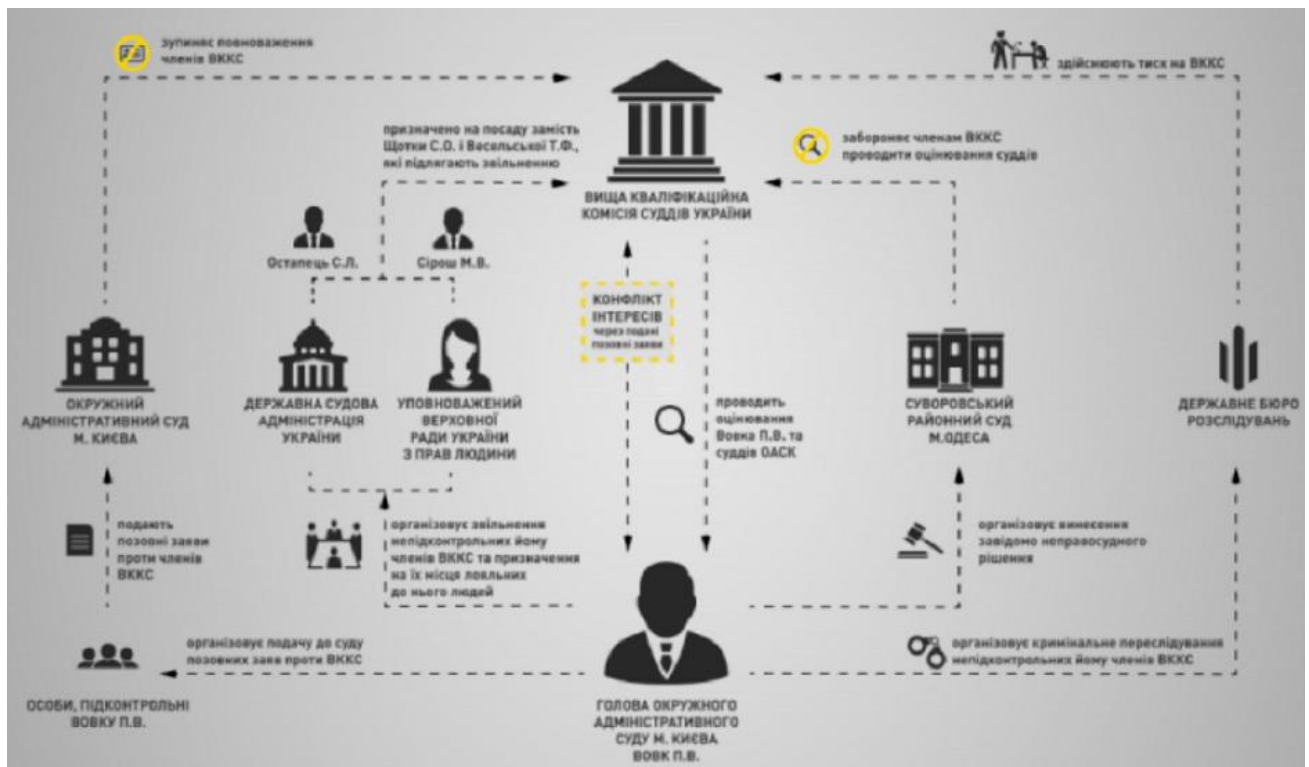 зупиняє повноваження
членів ВККС
здійснюють тиск на ВККС
призначено на посаду замість
Щотки С.О. і Весельської Т.Ф.,
які підлягають звільненню
забороняє членам ВККС
проводити оцінювання суддів
ВИЩА КВАЛІФІКАЦІЙНА
КОМІСІЯ СУДДІВ УКРАЇНИ
Остапець С.Л.
Сірош М.В.
КОНФЛІКТ
ІНТЕРЕСІВ
через подані
позовні заяви
ОКРУЖНИЙ
АДМІНІСТРАТИВНИЙ СУД
М. КИЄВА
ДЕРЖАВНА СУДОВА
АДМІНІСТРАЦІЯ
УКРАЇНИ
УПОВНОВАЖЕНИЙ
ВЕРХОВНОЇ
РАДИ УКРАЇНИ
З ПРАВ ЛЮДИНИ
проводить
оцінювання
Вовка П.В. та
суддів ОАСК
СУВОРОВСЬКИЙ
РАЙОННИЙ СУД
М.ОДЕСА
ДЕРЖАВНЕ БЮРО
РОЗСЛІДУВАНЬ
подають
позовні заяви
проти членів
ВККС
організовує звільнення
непідконтрольних йому
членів ВККС та призначення
на їх місця лояльних
до нього людей
організовує винесення
завідомо неправосудного
рішення
організовує подачу до суду
позовних заяв проти ВККС
організовує кримінальне переслідування
непідконтрольних йому членів ВККС
ОСОБИ, ПІДКОНТРОЛЬНІ
ВОВКУ П.В.
ГОЛОВА ОКРУЖНОГО
АДМІНІСТРАТИВНОГО
СУДУ М. КИЄВА
ВОВК П.В.